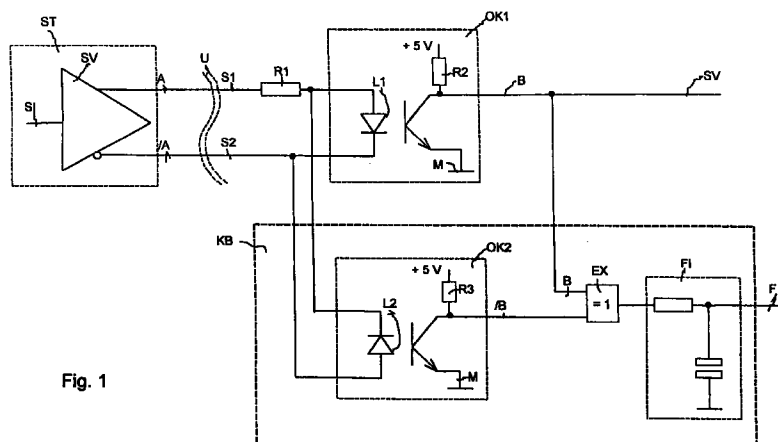 ST
SV
S
A
/A
U
S1
S2
R1
L1
OK1
+ 5 V
R2
M
B
SV
KB
OK2
L2
+ 5 V
R3
M
/B
B
EX
= 1
Fi
F
Fig. 1